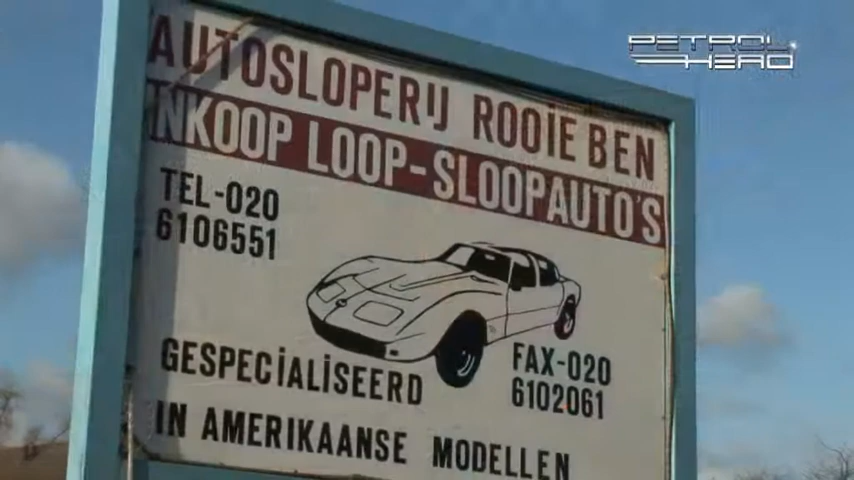 PETROL
HEAD
AUTOSLOPERIJ ROOIE BEN
INKOOP LOOP-SLOOPAUTO'S
TEL-020
6106551
FAX-020
6102061
GESPECIALISEERD
IN AMERIKAANSE MODELLEN